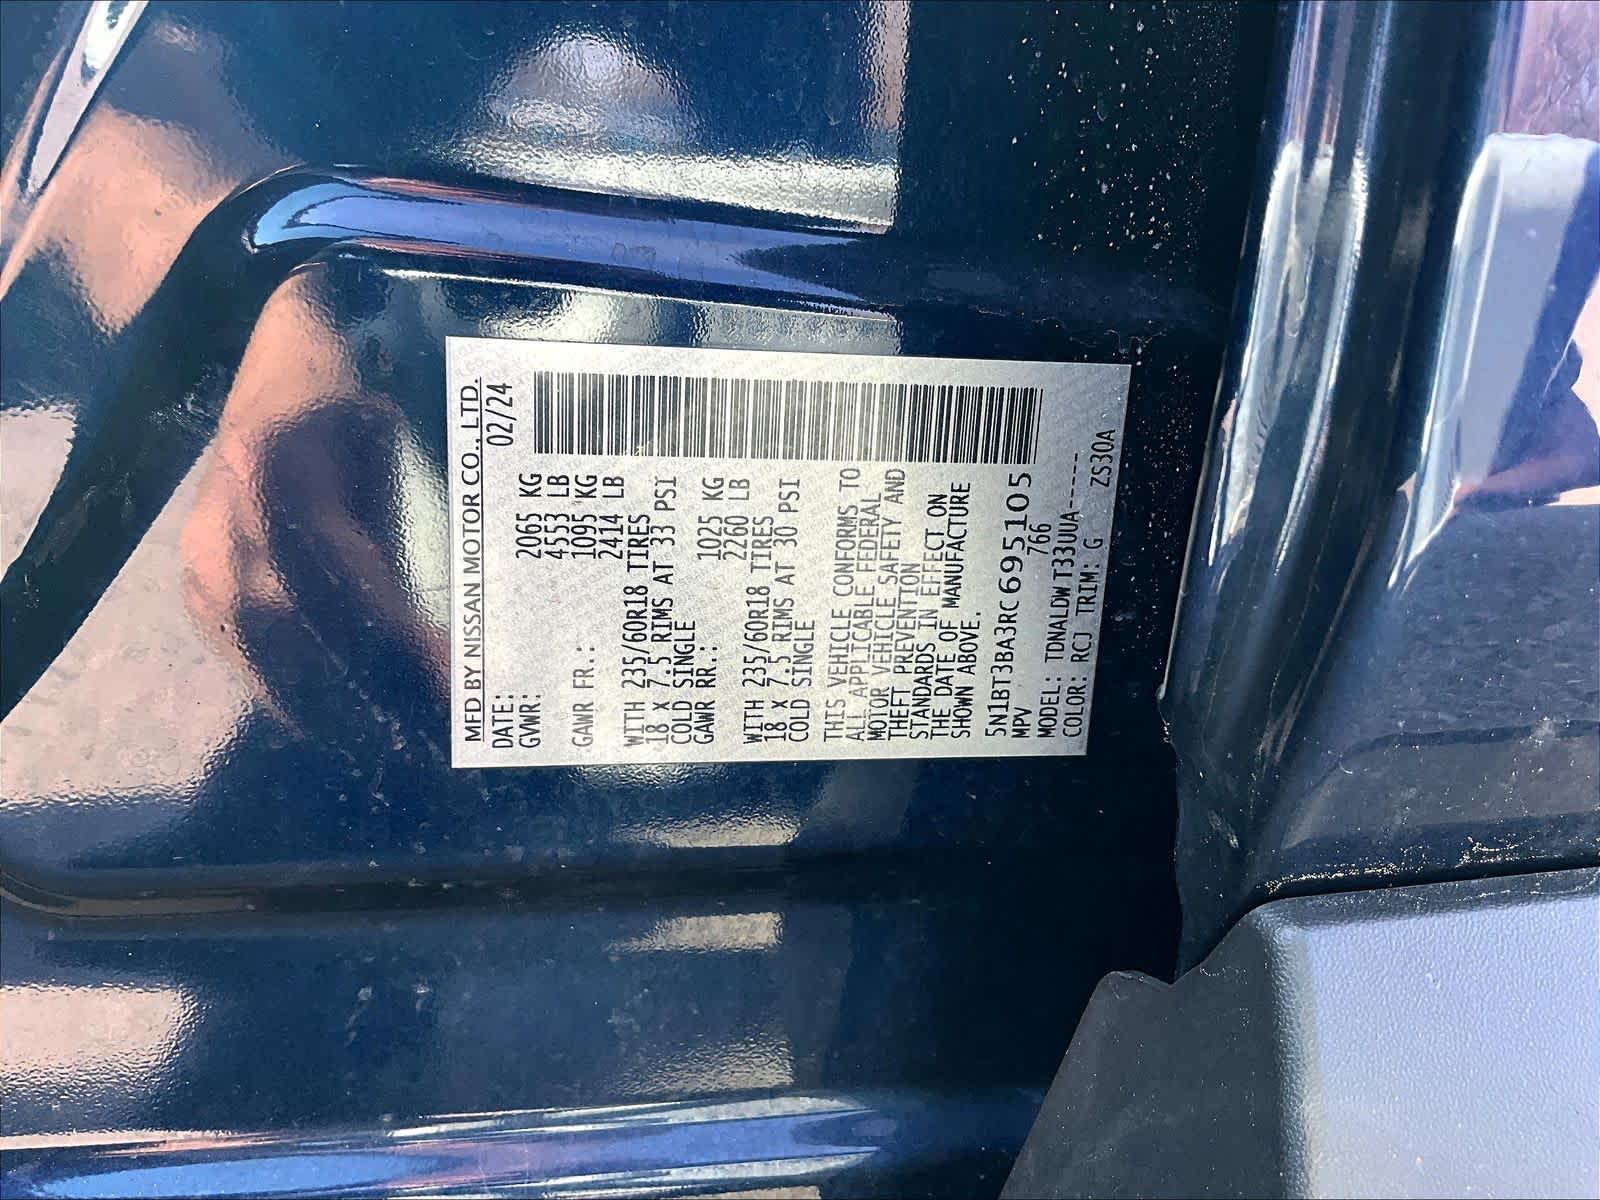 MFD BY NISSAN MOTOR CO., LTD.
DATE: 02/24
GVWR: 2065 KG
4553 LB
GAWR FR.: 1095 KG
2414 LB
WITH 235/60R18 TIRES
18 x 7.5 RIMS AT 33 PSI
COLD SINGLE
GAWR RR.: 1025 KG
2260 LB
WITH 235/60R18 TIRES
18 x 7.5 RIMS AT 30 PSI
COLD SINGLE
THIS VEHICLE CONFORMS TO
ALL APPLICABLE FEDERAL
MOTOR VEHICLE SAFETY AND
THEFT PREVENTION
STANDARDS IN EFFECT ON
THE DATE OF MANUFACTURE
SHOWN ABOVE.
5N1BT3BA3RC695105
MPV 766
MODEL: TDNALDWT33UUA-----
COLOR: RCJ TRIM: G ZS30A